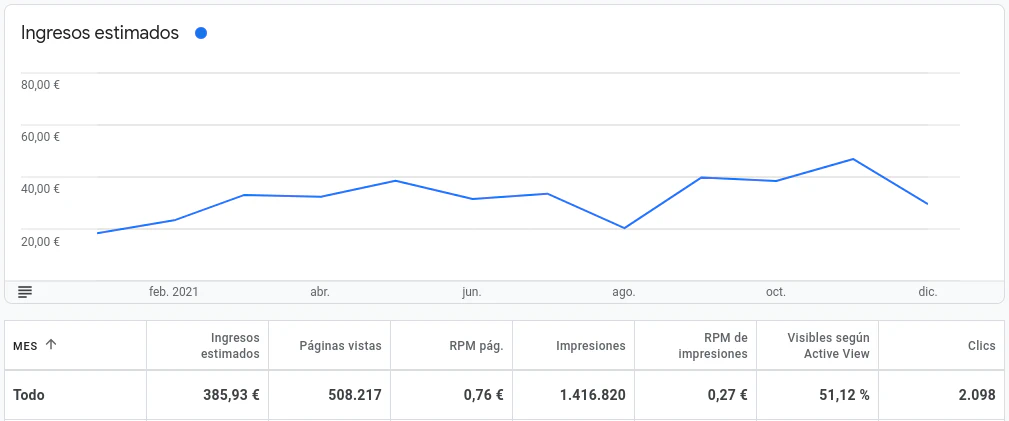 Ingresos estimados
80,00 €
60,00 €
40,00 €
20,00 €
feb. 2021 abr. jun. ago. oct. dic.
MES Ingresos estimados Páginas vistas RPM pág. Impresiones RPM de impresiones Visibles según Active View Clics
Todo 385,93 € 508.217 0,76 € 1.416.820 0,27 € 51,12 % 2.098